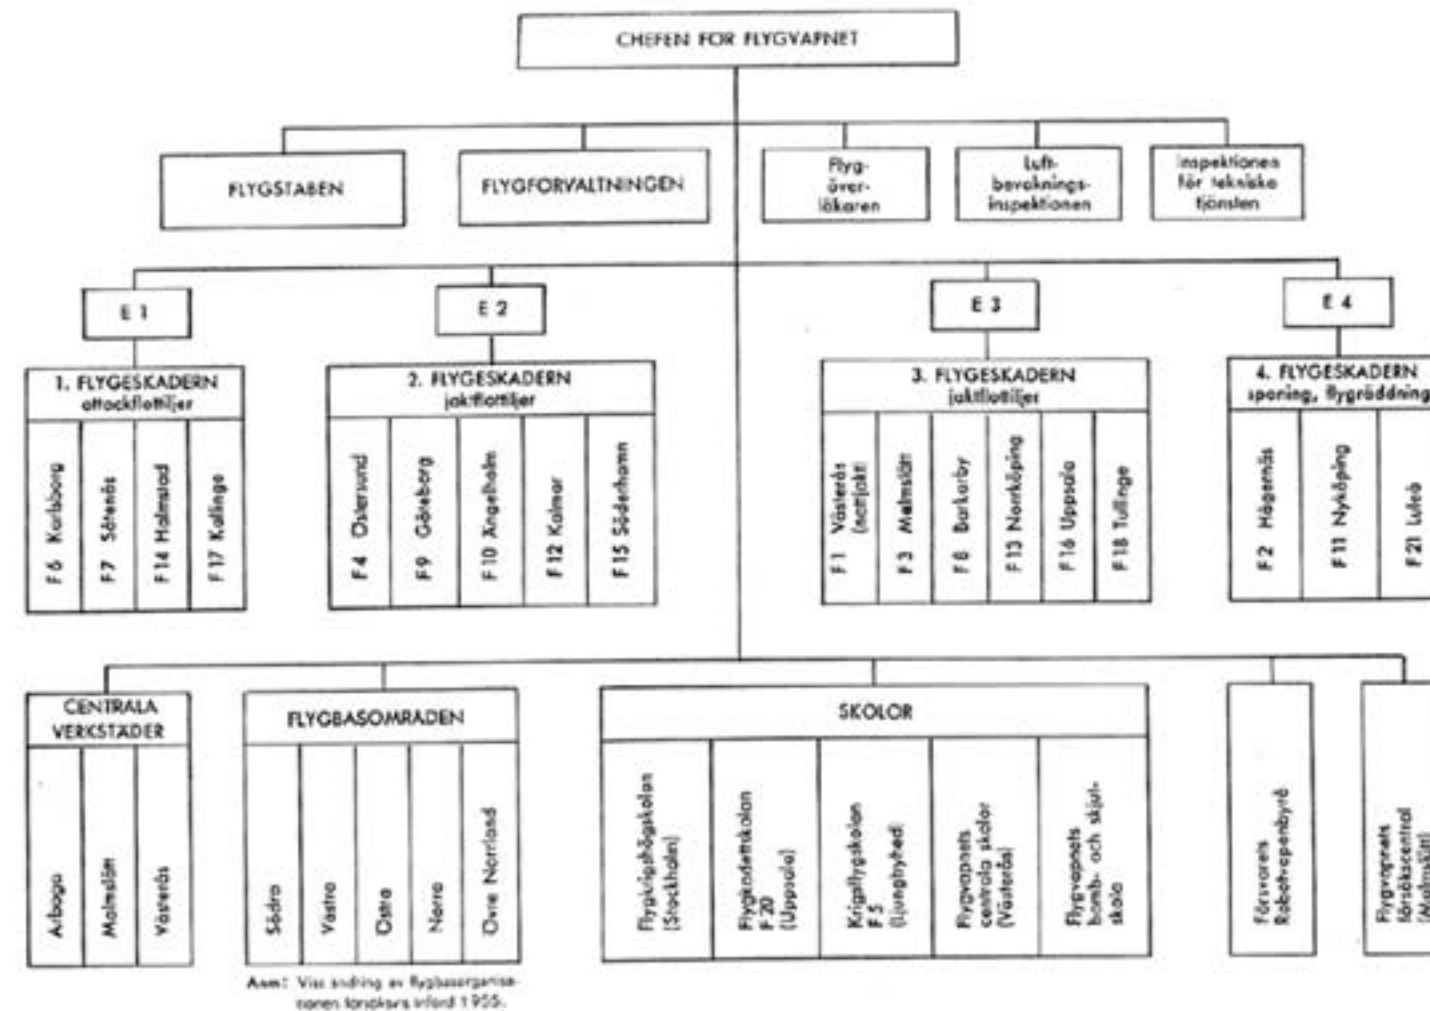 CHEFEN FÖR FLYGVAPNET
FLYGSTABEN
FLYGFÖRVALTNINGEN
Flyg-
över-
läkaren
Luft-
bevaknings-
inspektionen
Inspektionen
för tekniska
tjänsten
E 1
E 2
E 3
E 4
1. FLYGESKADERN
attackflottiljer
F 6 Karlsborg
F 7 Såtenäs
F 14 Halmstad
F 17 Kallinge
2. FLYGESKADERN
jaktflottiljer
F 4 Östersund
F 9 Göteborg
F 10 Ängelholm
F 12 Kalmar
F 15 Söderhamn
3. FLYGESKADERN
jaktflottiljer
F 1 Västerås
(nattjakt)
F 3 Malmslätt
F 8 Barkarby
F 13 Norrköping
F 16 Uppsala
F 18 Tullinge
4. FLYGESKADERN
spaning, flygräddning
F 2 Hägernäs
F 11 Nyköping
F 21 Luleå
CENTRALA
VERKSTÄDER
Arboga
Malmslätt
Västerås
FLYGBASOMRÅDEN
Södra
Västra
Östra
Norra
Övre Norrland
Anm: Viss ändring av flygbasorganisa-
tionen försöksvis införd 1955.
SKOLOR
Flygkrigshögskolan
(Stockholm)
Flygkadettskolan
F 20
(Uppsala)
Krigsflygskolan
F 5
(Ljungbyhed)
Flygvapnets
centrala skolor
(Västerås)
Flygvapnets
bomb- och skjut-
skola
Försvarets
Robotvapenbyrå
Flygvapnets
försökscentral
(Malmslätt)